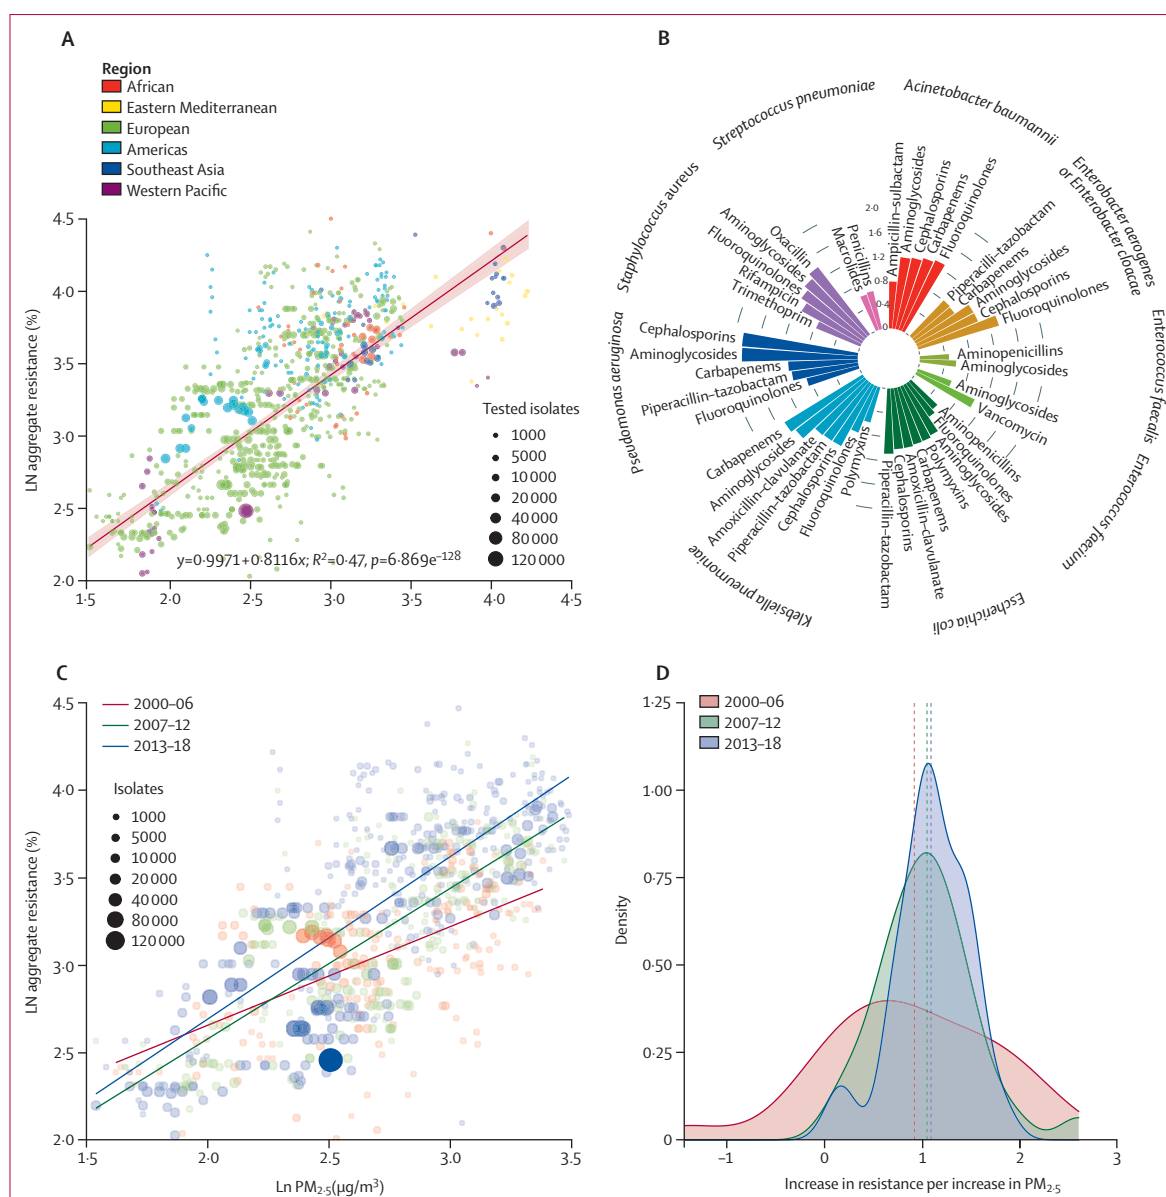 A
Region
African
Eastern Mediterranean
European
Americas
Southeast Asia
Western Pacific
LN aggregate resistance (%)
4·5
4·0
3·5
3·0
2·5
2·0
1·5
2·0
2·5
3·0
3·5
4·0
4·5
Tested isolates
1000
5000
10 000
20 000
40 000
80 000
120 000
y=0·9971+0·8116x; R²=0·47, p=6·869e⁻¹²⁸
B
Streptococcus pneumoniae
Penicillins
Macrolides
Acinetobacter baumannii
Ampicillin-sulbactam
Aminoglycosides
Cephalosporins
Carbapenems
Fluoroquinolones
Enterobacter aerogenes
or Enterobacter cloacae
Piperacilli-tazobactam
Carbapenems
Aminoglycosides
Cephalosporins
Fluoroquinolones
Enterococcus faecalis
Aminopenicillins
Aminoglycosides
Enterococcus faecium
Aminoglycosides
Vancomycin
Escherichia coli
Aminopenicillins
Fluoroquinolones
Aminoglycosides
Polymyxins
Carbapenems
Amoxicillin-clavulanate
Cephalosporins
Piperacillin-tazobactam
Klebsiella pneumoniae
Polymyxins
Fluoroquinolones
Cephalosporins
Piperacillin-tazobactam
Amoxicillin-clavulanate
Aminoglycosides
Carbapenems
Pseudomonas aeruginosa
Fluoroquinolones
Piperacillin-tazobactam
Carbapenems
Aminoglycosides
Cephalosporins
Staphylococcus aureus
Trimethoprim
Rifampicin
Fluoroquinolones
Aminoglycosides
Oxacillin
2·0
1·6
1·2
0·8
0·4
0
C
2000–06
2007–12
2013–18
Isolates
1000
5000
10 000
20 000
40 000
80 000
120 000
LN aggregate resistance (%)
4·5
4·0
3·5
3·0
2·5
2·0
1·5
2·0
2·5
3·0
3·5
Ln PM₂·₅(μg/m³)
D
2000–06
2007–12
2013–18
Density
1·25
1·00
0·75
0·50
0·25
0
–1
0
1
2
3
Increase in resistance per increase in PM₂·₅